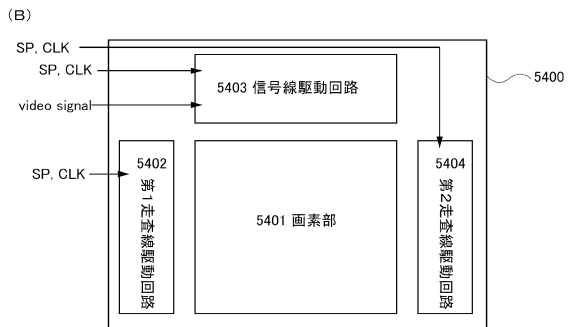 (B)
SP, CLK
SP, CLK
5403 信号線駆動回路
5400
video signal
5402
第1走査線駆動回路
SP, CLK
5401 画素部
5404
第2走査線駆動回路